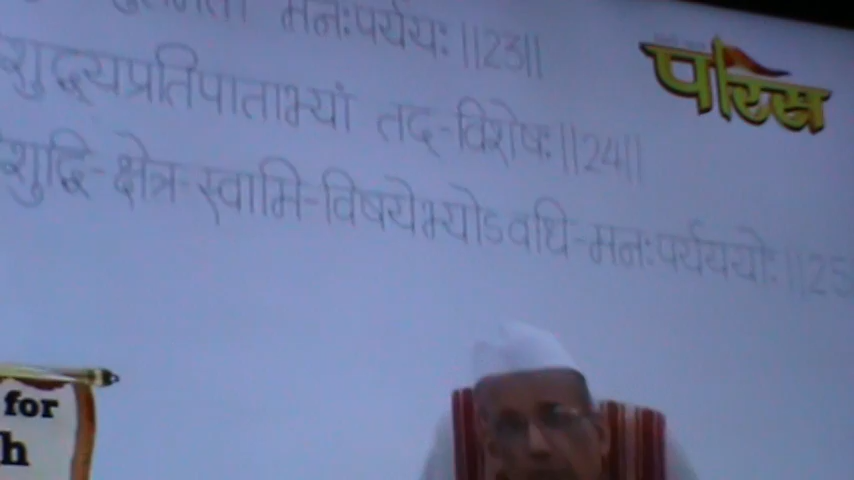 मनःपर्ययः ||23||
शुद्ध्यप्रतिपाताभ्यां तद्-विशेषः ||24||
शुद्धि-क्षेत्र-स्वामि-विषयेभ्योऽवधि-मनःपर्यययोः ||25
पारस
for
h